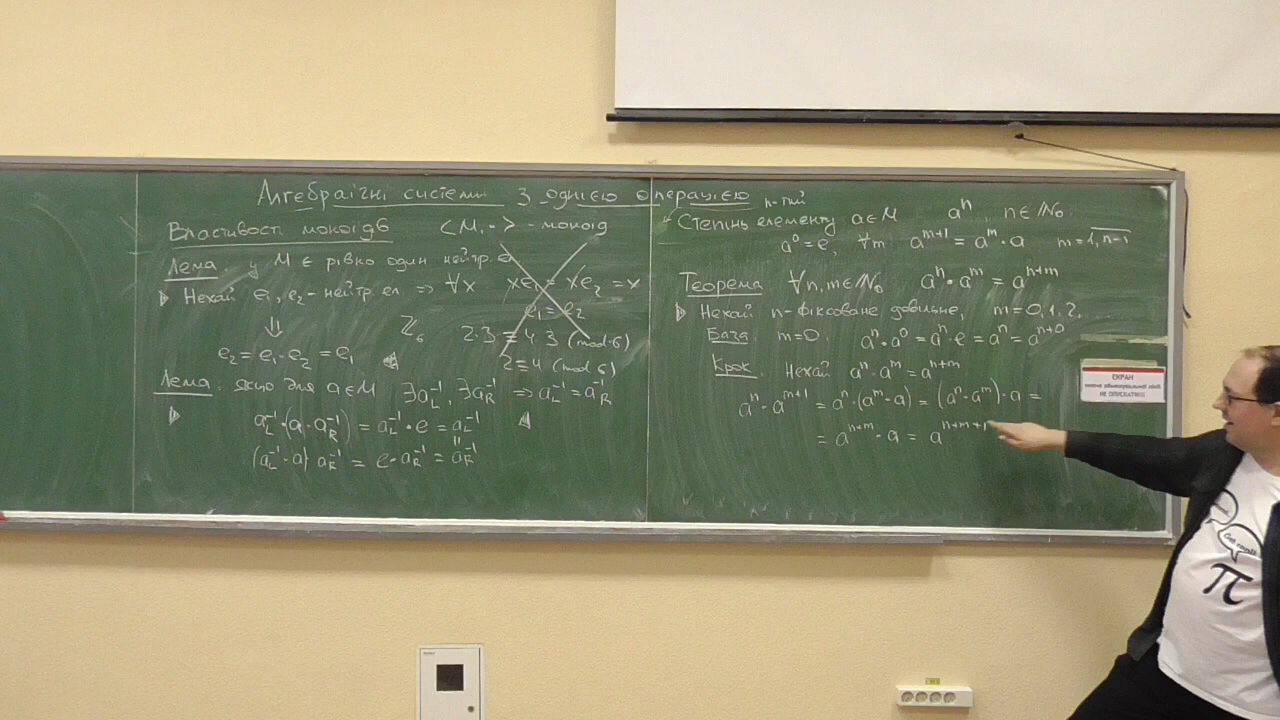 Алгебраїчні системи з однією операцією
Властивості моноїдів <M, ·> - моноїд
Лема. у M є рівно один нейтр. е
Нехай e₁, e₂ - нейтр. ел ⇒ ∀x xe₁ = xe₂ = x
⇓ e₁ = e₂
ℤ₆ 2·3 ≡ 4·3 (mod 6)
e₂ = e₁·e₂ = e₁
2 ≡ 4 (mod 6)
Лема. якщо для a∈M ∃a_L⁻¹, ∃a_R⁻¹ ⇒ a_L⁻¹ = a_R⁻¹
a_L⁻¹·(a·a_R⁻¹) = a_L⁻¹·e = a_L⁻¹
(a_L⁻¹·a)·a_R⁻¹ = e·a_R⁻¹ = a_R⁻¹
n-тий
Степінь елементу a∈M aⁿ, n∈ℕ₀
a⁰ = e, ∀m aᵐ⁺¹ = aᵐ·a m = 1,n-1
Теорема ∀n,m∈ℕ₀ aⁿ·aᵐ = aⁿ⁺ᵐ
Нехай n-фіксоване довільне, m=0,1,2..
База m=0. aⁿ·a⁰ = aⁿ·e = aⁿ = aⁿ⁺⁰
Крок. Нехай aⁿ·aᵐ = aⁿ⁺ᵐ
aⁿ·aᵐ⁺¹ = aⁿ·(aᵐ·a) = (aⁿ·aᵐ)·a =
= aⁿ⁺ᵐ·a = aⁿ⁺ᵐ⁺¹
ЕКРАН
НЕ ОПУСКАТИ!!!
π